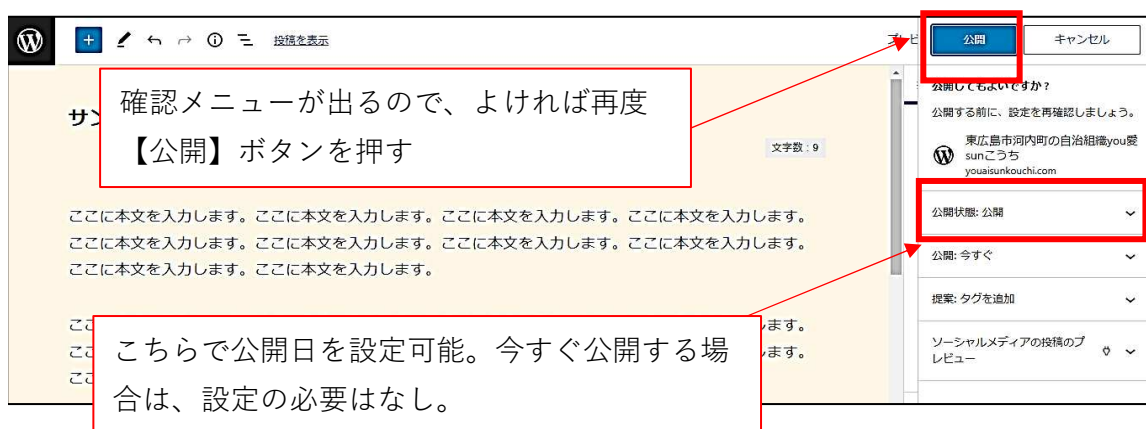 投稿を表示
プレビ
公開
キャンセル
確認メニューが出るので、よければ再度
【公開】ボタンを押す
サン
文字数 : 9
ここに本文を入力します。ここに本文を入力します。ここに本文を入力します。ここに本文を入力します。
ここに本文を入力します。ここに本文を入力します。ここに本文を入力します。ここに本文を入力します。
ここに本文を入力します。ここに本文を入力します。
ます。
ます。
こちらで公開日を設定可能。今すぐ公開する場
合は、設定の必要はなし。
公開してもよいですか ?
公開する前に、設定を再確認しましょう。
東広島市河内町の自治組織you愛
sunこうち
youaisunkouchi.com
公開状態: 公開
公開: 今すぐ
提案: タグを追加
ソーシャルメディアの投稿のプ
レビュー